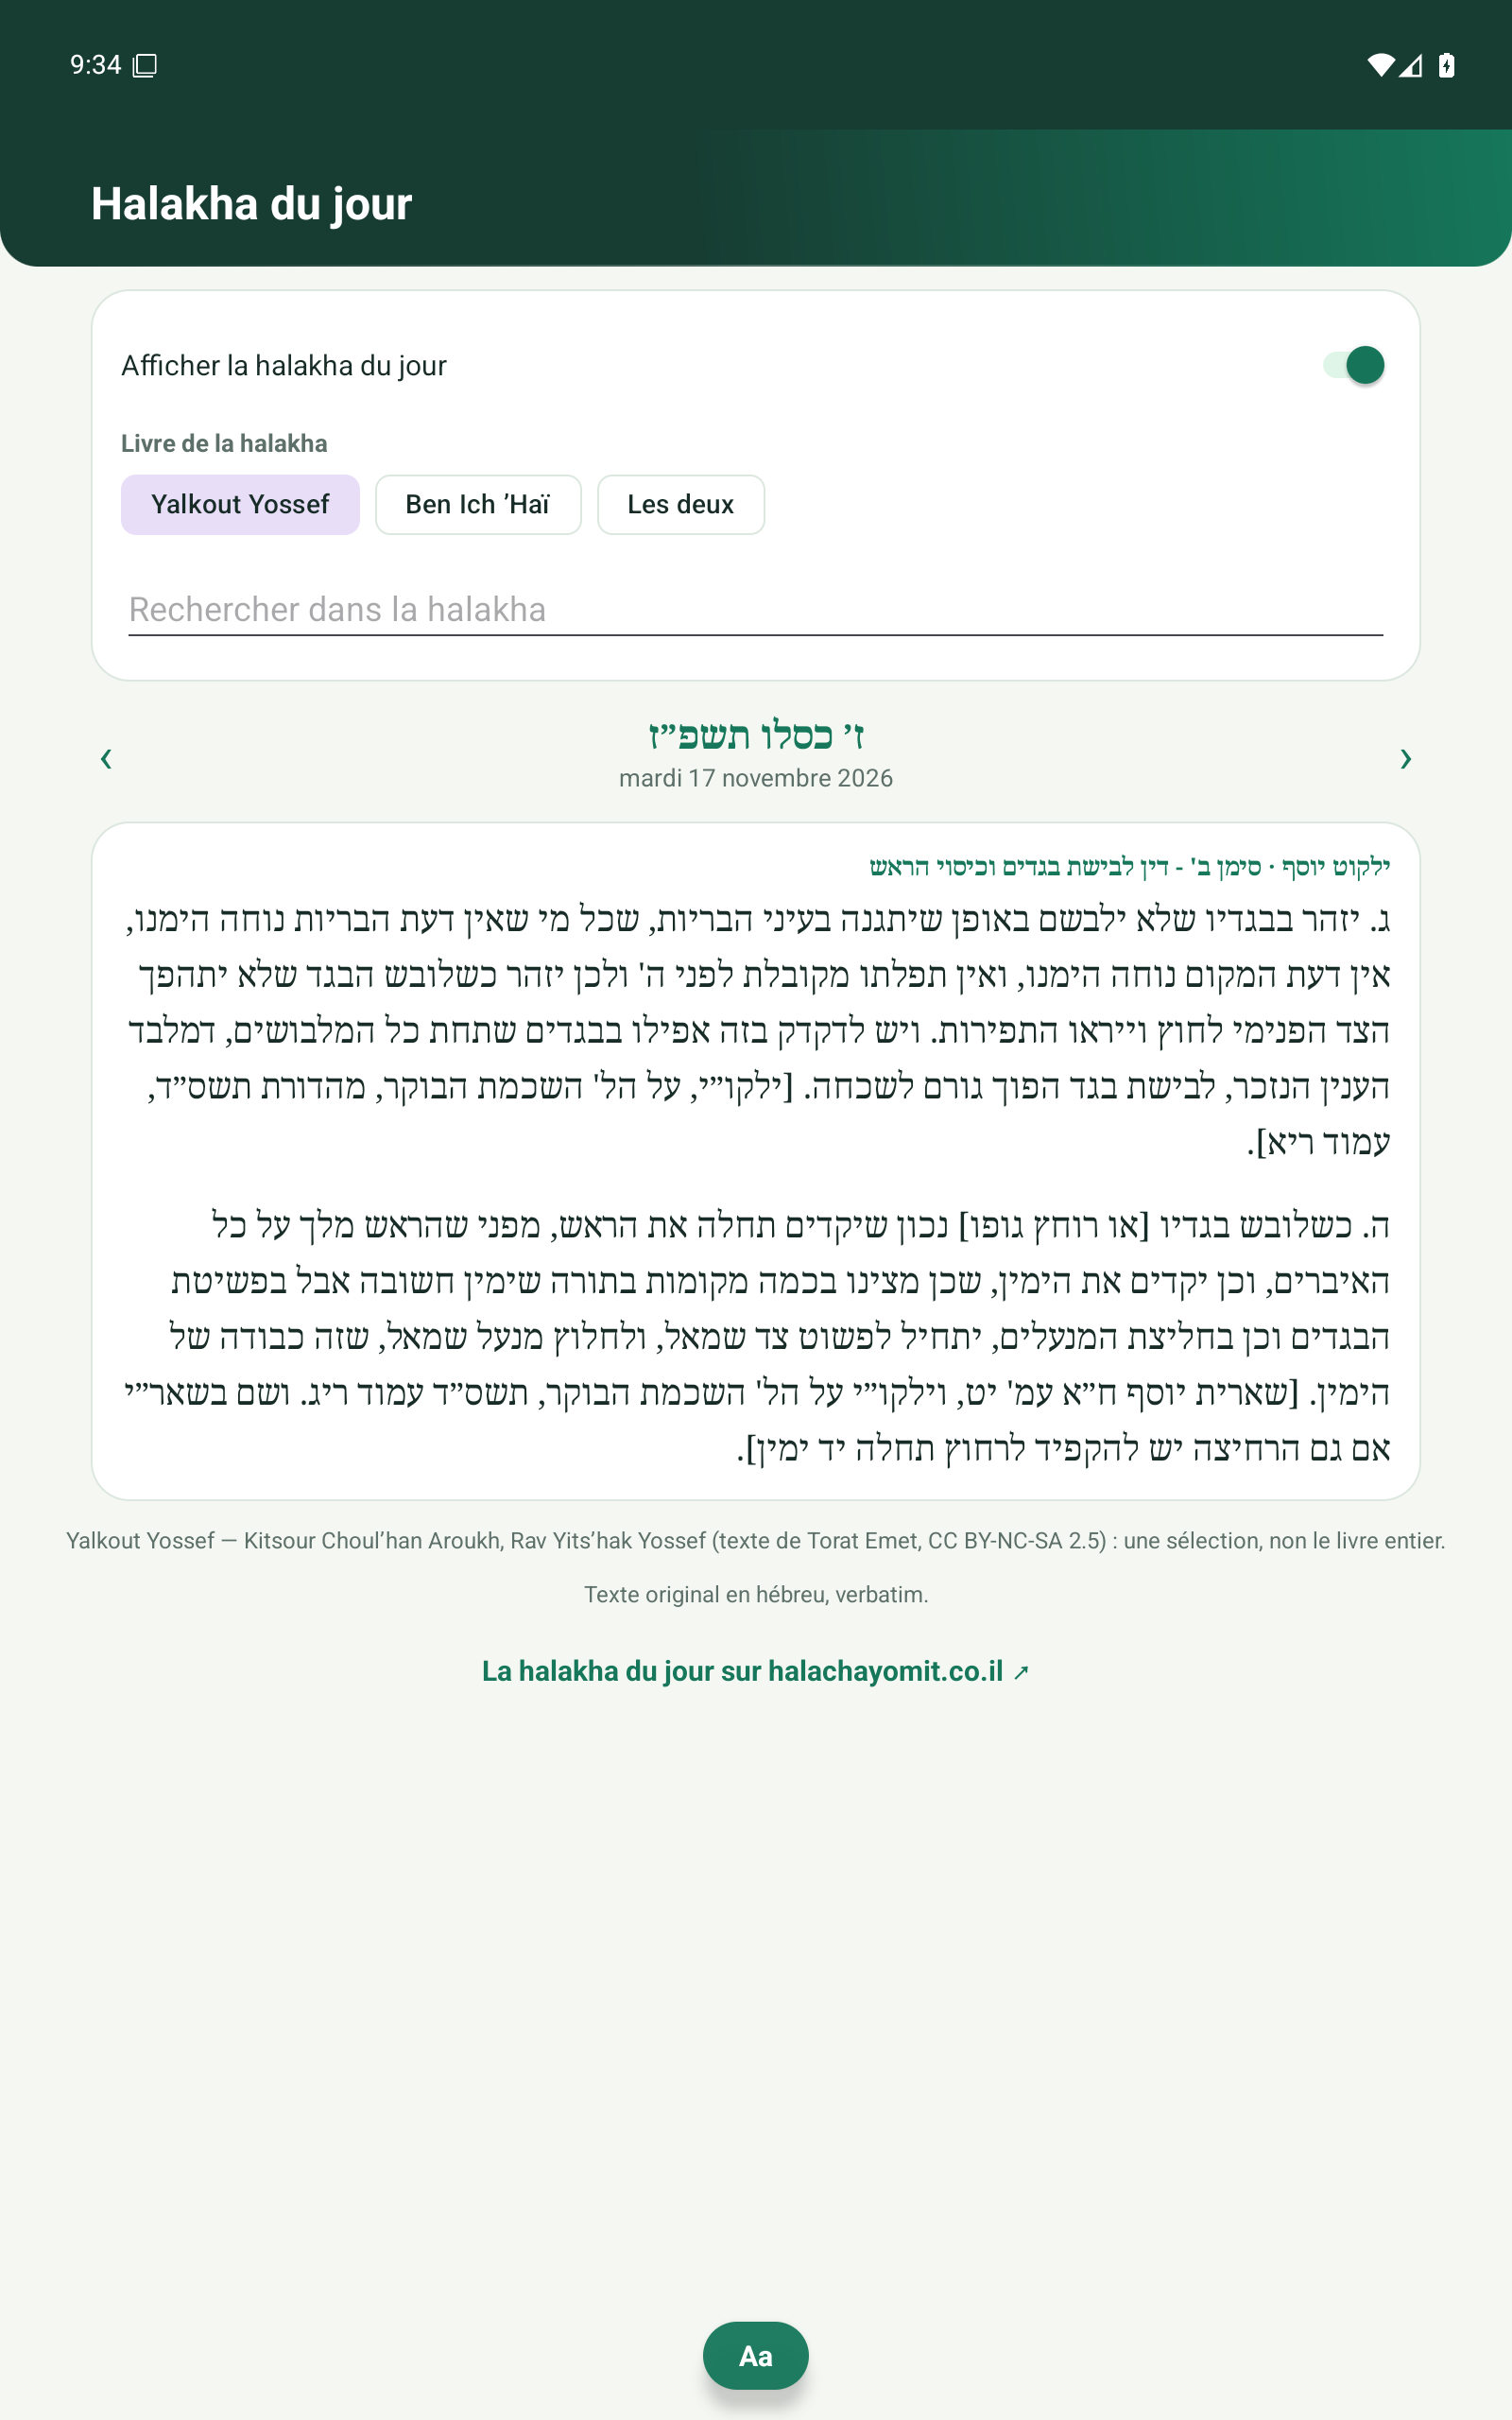 9:34
Halakha du jour
Afficher la halakha du jour
Livre de la halakha
Yalkout Yossef
Ben Ich ’Haï
Les deux
Rechercher dans la halakha
ז׳ כסלו תשפ״ז
mardi 17 novembre 2026
ילקוט יוסף · סימן ב' - דין לבישת בגדים וכיסוי הראש
ג. יזהר בבגדיו שלא ילבשם באופן שיתגנה בעיני הבריות, שכל מי שאין דעת הבריות נוחה הימנו,
אין דעת המקום נוחה הימנו, ואין תפלתו מקובלת לפני ה' ולכן יזהר כשלובש הבגד שלא יתהפך
הצד הפנימי לחוץ וייראו התפירות. ויש לדקדק בזה אפילו בבגדים שתחת כל המלבושים, דמלבד
הענין הנזכר, לבישת בגד הפוך גורם לשכחה. [ילקו״י, על הל' השכמת הבוקר, מהדורת תשס״ד,
עמוד ריא].
ה. כשלובש בגדיו [או רוחץ גופו] נכון שיקדים תחלה את הראש, מפני שהראש מלך על כל
האיברים, וכן יקדים את הימין, שכן מצינו בכמה מקומות בתורה שימין חשובה אבל בפשיטת
הבגדים וכן בחליצת המנעלים, יתחיל לפשוט צד שמאל, ולחלוץ מנעל שמאל, שזה כבודה של
הימין. [שארית יוסף ח״א עמ' יט, וילקו״י על הל' השכמת הבוקר, תשס״ד עמוד ריג. ושם בשאר״י
אם גם הרחיצה יש להקפיד לרחוץ תחלה יד ימין].
Yalkout Yossef — Kitsour Choul’han Aroukh, Rav Yits’hak Yossef (texte de Torat Emet, CC BY-NC-SA 2.5) : une sélection, non le livre entier.
Texte original en hébreu, verbatim.
La halakha du jour sur halachayomit.co.il ↗
Aa